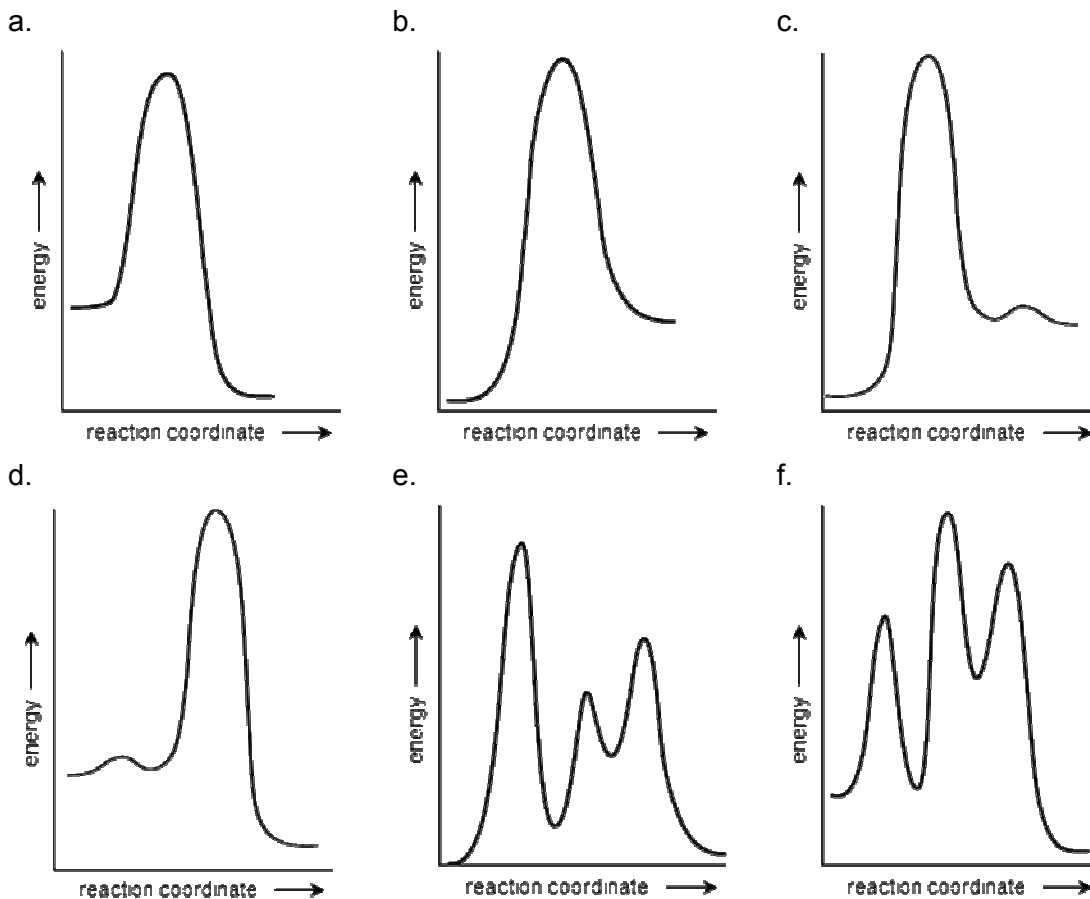 a.
b.
c.
energy
reaction coordinate
energy
reaction coordinate
energy
reaction coordinate
d.
e.
f.
energy
reaction coordinate
energy
reaction coordinate
energy
reaction coordinate